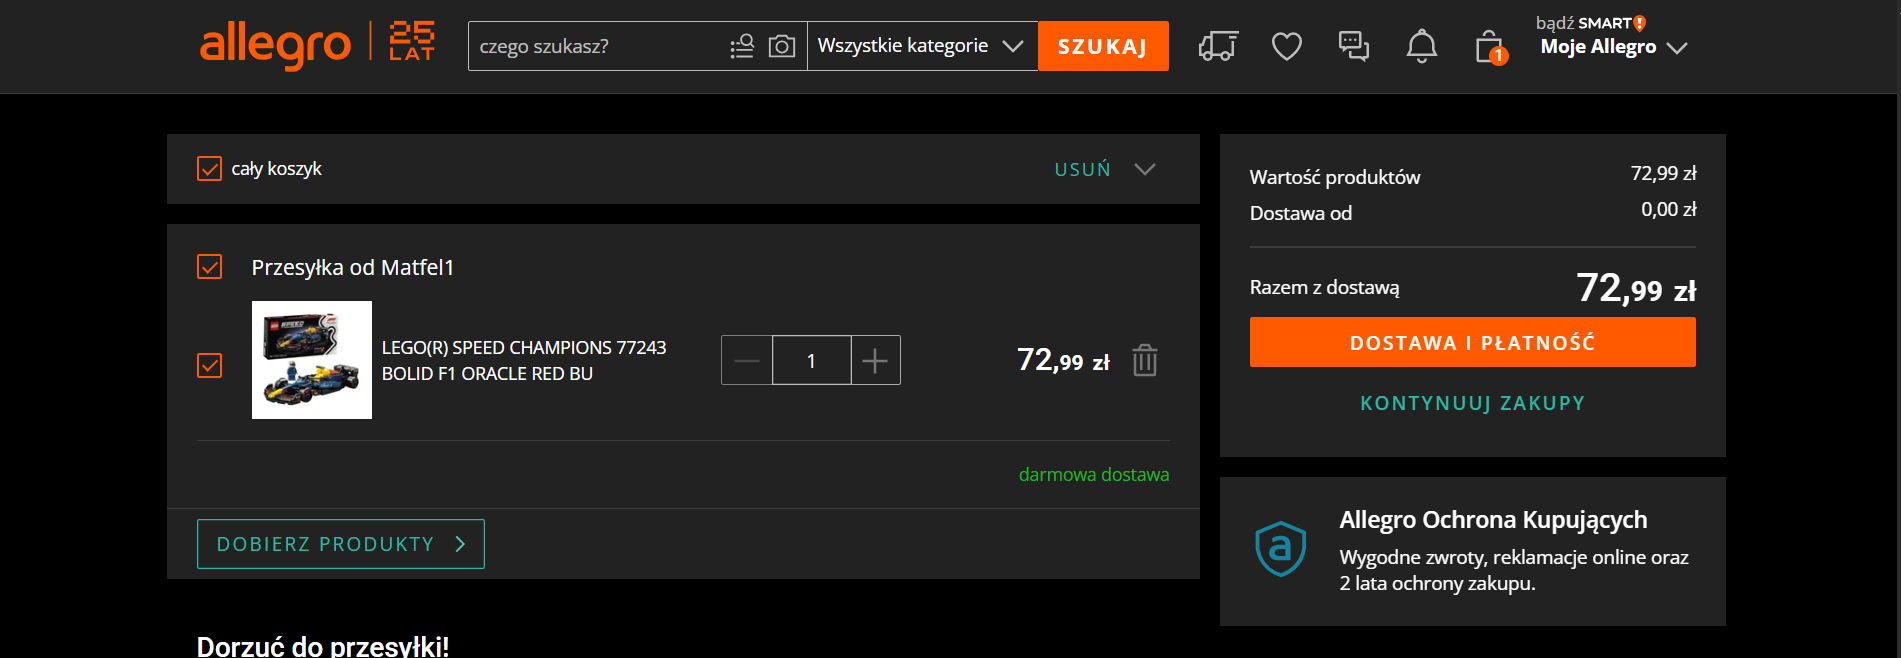 allegro 25 LAT
czego szukasz?
Wszystkie kategorie
SZUKAJ
1
bądź SMART!
Moje Allegro
cały koszyk
USUŃ
Przesyłka od Matfel1
LEGO(R) SPEED CHAMPIONS 77243
BOLID F1 ORACLE RED BU
1
72,99 zł
darmowa dostawa
DOBIERZ PRODUKTY
Dorzuć do przesyłki!
Wartość produktów 72,99 zł
Dostawa od 0,00 zł
Razem z dostawą 72,99 zł
DOSTAWA I PŁATNOŚĆ
KONTYNUUJ ZAKUPY
Allegro Ochrona Kupujących
Wygodne zwroty, reklamacje online oraz
2 lata ochrony zakupu.